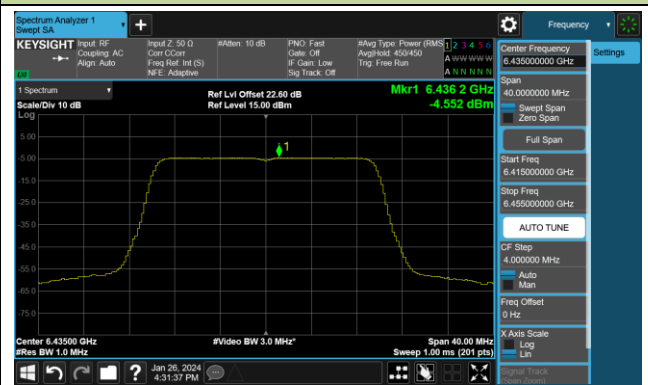 Spectrum Analyzer 1
Swept SA
Frequency
KEYSIGHT Input: RF
Coupling: AC
Align: Auto
Input Z: 50 Ω
Corr CCorr
Freq Ref: Int (S)
NFE: Adaptive
#Atten: 10 dB
PNO: Fast
Gate: Off
IF Gain: Low
Sig Track: Off
#Avg Type: Power (RMS
Avg|Hold: 450/450
Trig: Free Run
1 2 3 4 5 6
A W W W W W
A N N N N N
Center Frequency
6.435000000 GHz
Settings
Span
40.0000000 MHz
Swept Span
Zero Span
Full Span
Start Freq
6.415000000 GHz
Stop Freq
6.455000000 GHz
AUTO TUNE
CF Step
4.000000 MHz
Auto
Man
Freq Offset
0 Hz
X Axis Scale
Log
Lin
Signal Track
(Span Zoom)
1 Spectrum
Scale/Div 10 dB
Ref Lvl Offset 22.60 dB
Ref Level 15.00 dBm
Mkr1 6.436 2 GHz
-4.552 dBm
Log
5.00
-5.00
-15.0
-25.0
-35.0
-45.0
-55.0
-65.0
-75.0
1
Center 6.43500 GHz
#Res BW 1.0 MHz
#Video BW 3.0 MHz*
Span 40.00 MHz
Sweep 1.00 ms (201 pts)
Jan 26, 2024
4:31:37 PM